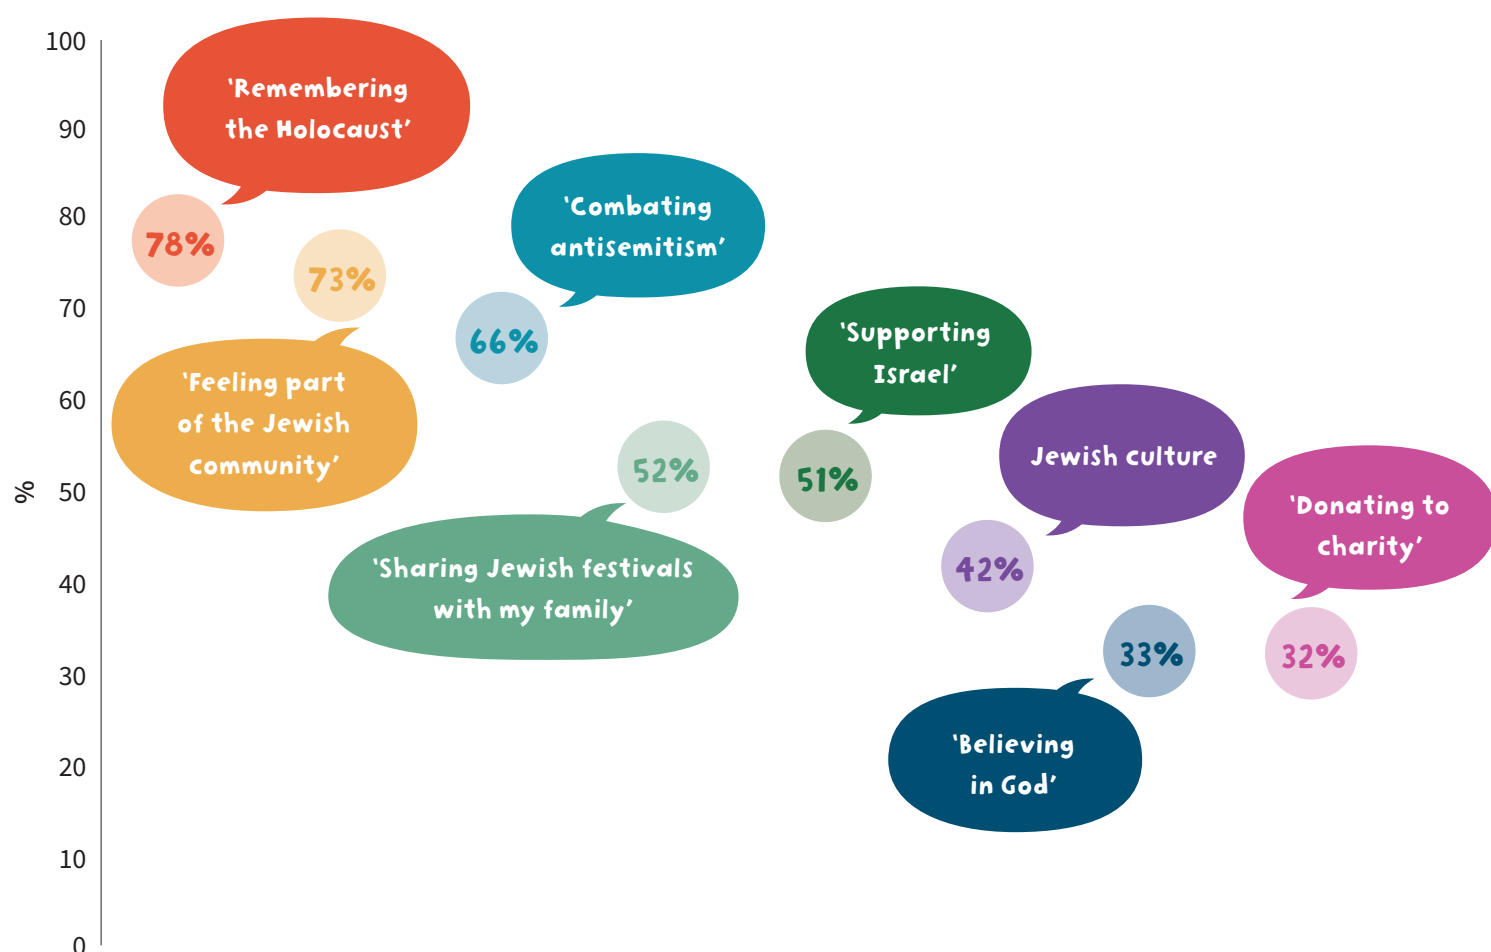 100
90
80
70
60
50
40
30
20
10
0
%
‘Remembering
the Holocaust’
78%
73%
‘Feeling part
of the Jewish
community’
‘Combating
antisemitism’
66%
52%
‘Sharing Jewish festivals
with my family’
‘Supporting
Israel’
51%
Jewish culture
42%
33%
‘Believing
in God’
‘Donating to
charity’
32%